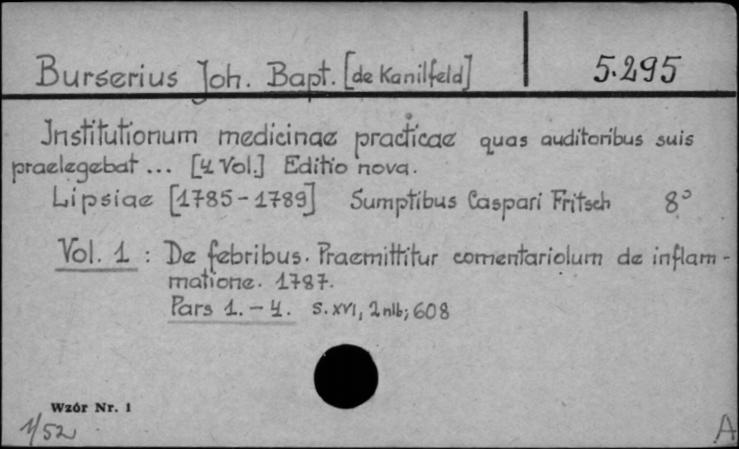 Burserius Joh. Bapt. [de Kanilfeld]
5.295
Institutionum medicinae practicae quas auditoribus suis
praelegebat ... [4 Vol.] Editio nova.
Lipsiae [1785-1789] Sumptibus Caspari Fritsch 8°
Vol. 1 : De febribus. Praemittitur comentariolum de inflam-
matione. 1787.
Pars 1. - 4. S. XVI, 2 nlb; 608
Wzór Nr. 1
1/52
A